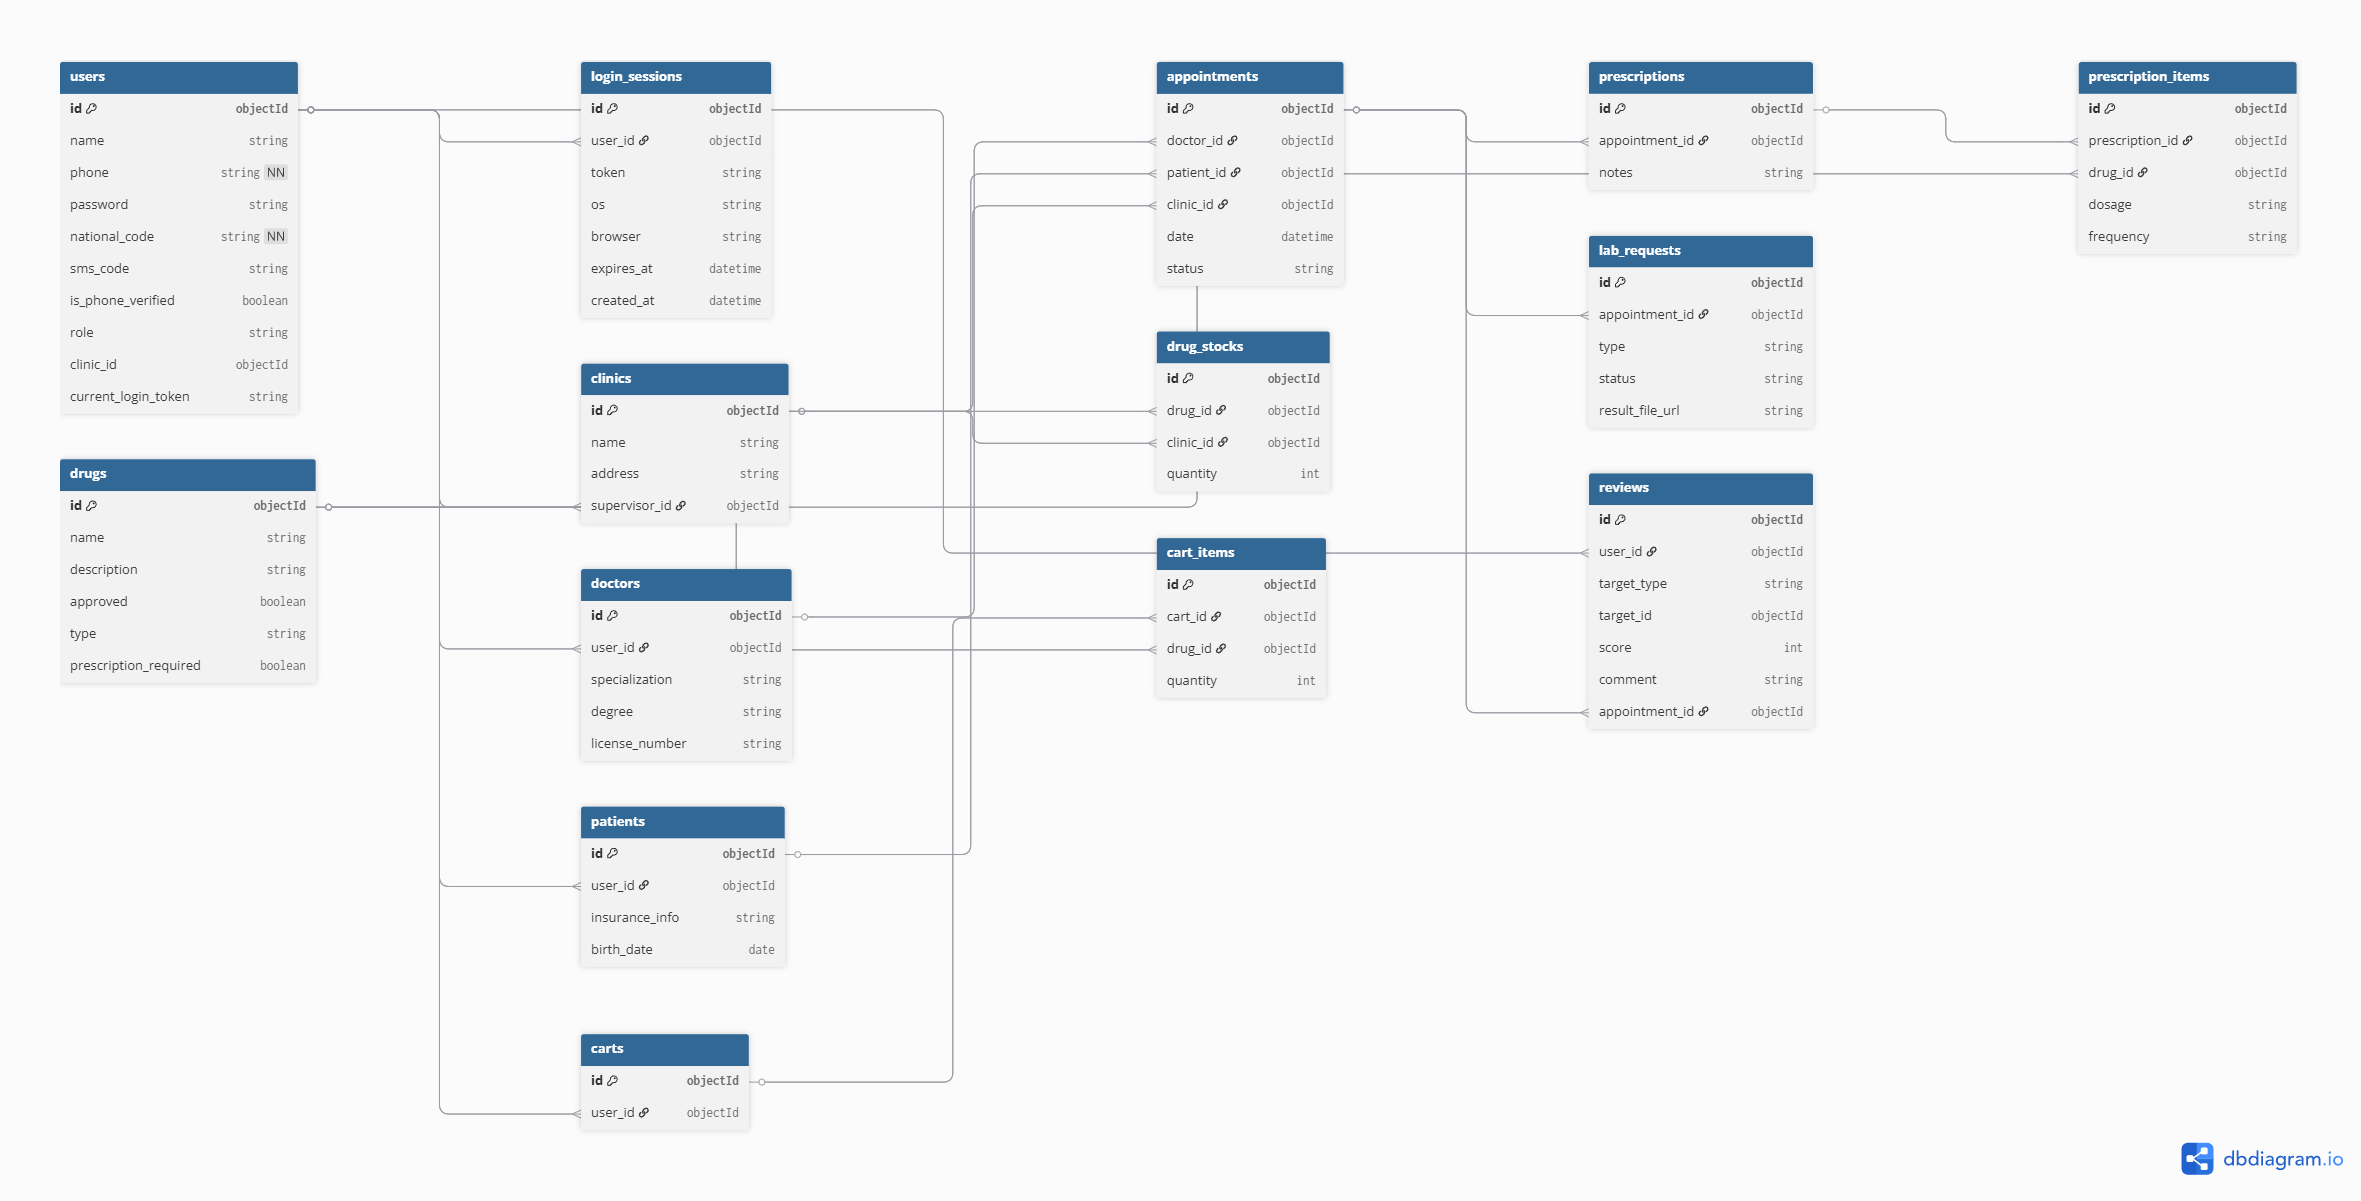 users
id objectId
name string
phone string NN
password string
national_code string NN
sms_code string
is_phone_verified boolean
role string
clinic_id objectId
current_login_token string
drugs
id objectId
name string
description string
approved boolean
type string
prescription_required boolean
login_sessions
id objectId
user_id objectId
token string
os string
browser string
expires_at datetime
created_at datetime
clinics
id objectId
name string
address string
supervisor_id objectId
doctors
id objectId
user_id objectId
specialization string
degree string
license_number string
patients
id objectId
user_id objectId
insurance_info string
birth_date date
carts
id objectId
user_id objectId
appointments
id objectId
doctor_id objectId
patient_id objectId
clinic_id objectId
date datetime
status string
drug_stocks
id objectId
drug_id objectId
clinic_id objectId
quantity int
cart_items
id objectId
cart_id objectId
drug_id objectId
quantity int
prescriptions
id objectId
appointment_id objectId
notes string
lab_requests
id objectId
appointment_id objectId
type string
status string
result_file_url string
reviews
id objectId
user_id objectId
target_type string
target_id objectId
score int
comment string
appointment_id objectId
prescription_items
id objectId
prescription_id objectId
drug_id objectId
dosage string
frequency string
dbdiagram.io